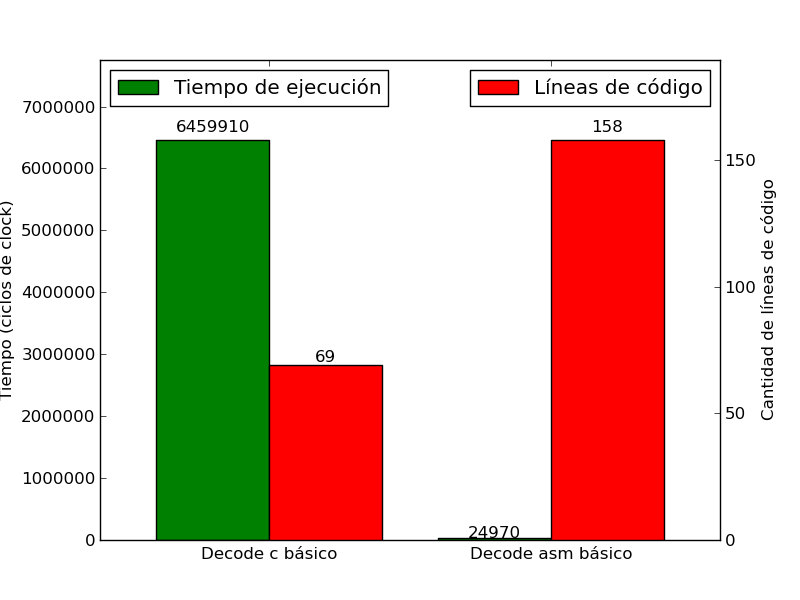 Tiempo de ejecución
Líneas de código
7000000
6000000
5000000
4000000
3000000
2000000
1000000
0
Tiempo (ciclos de clock)
6459910
69
24970
158
150
100
50
0
Cantidad de líneas de código
Decode c básico
Decode asm básico